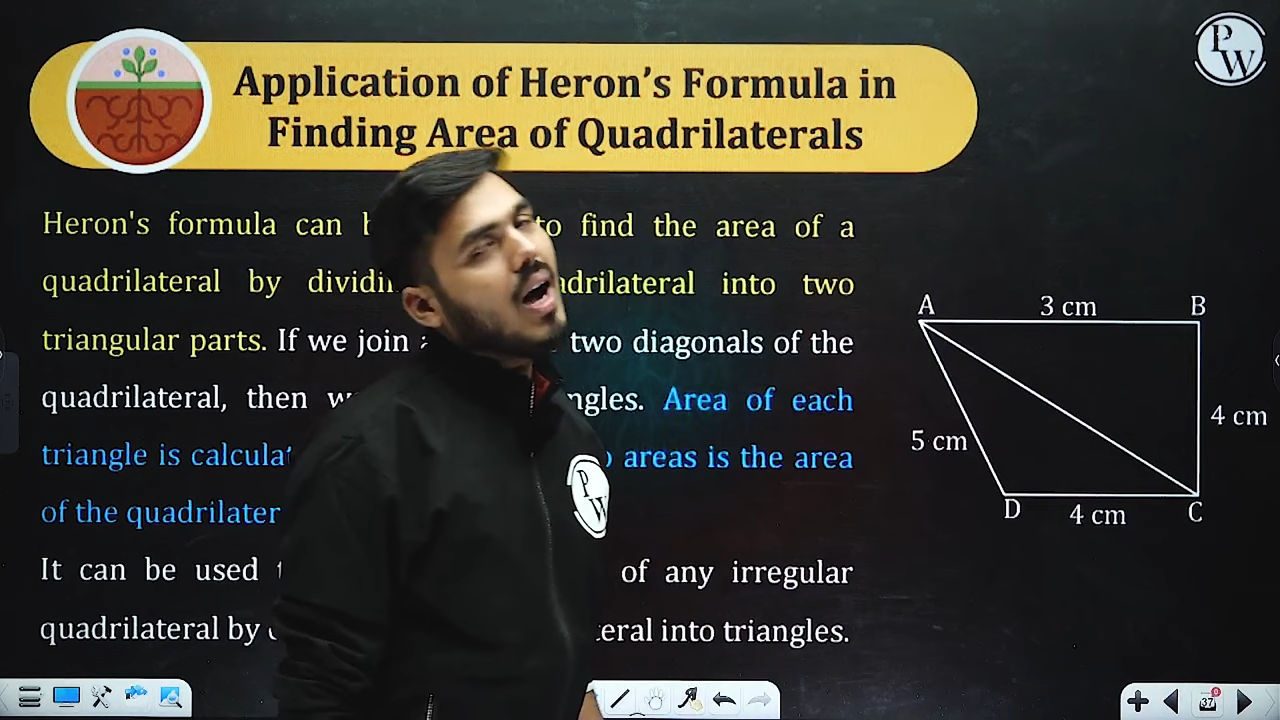 Application of Heron's Formula in
Finding Area of Quadrilaterals
PW
Heron's formula can to find the area of a
quadrilateral by into two
triangular parts. If we join two diagonals of the
quadrilateral, then Area of each
triangle is areas is the area
of the
It can be used of any irregular
quadrilateral by into triangles.
A 3 cm B
4 cm
5 cm
D 4 cm C
PW
37